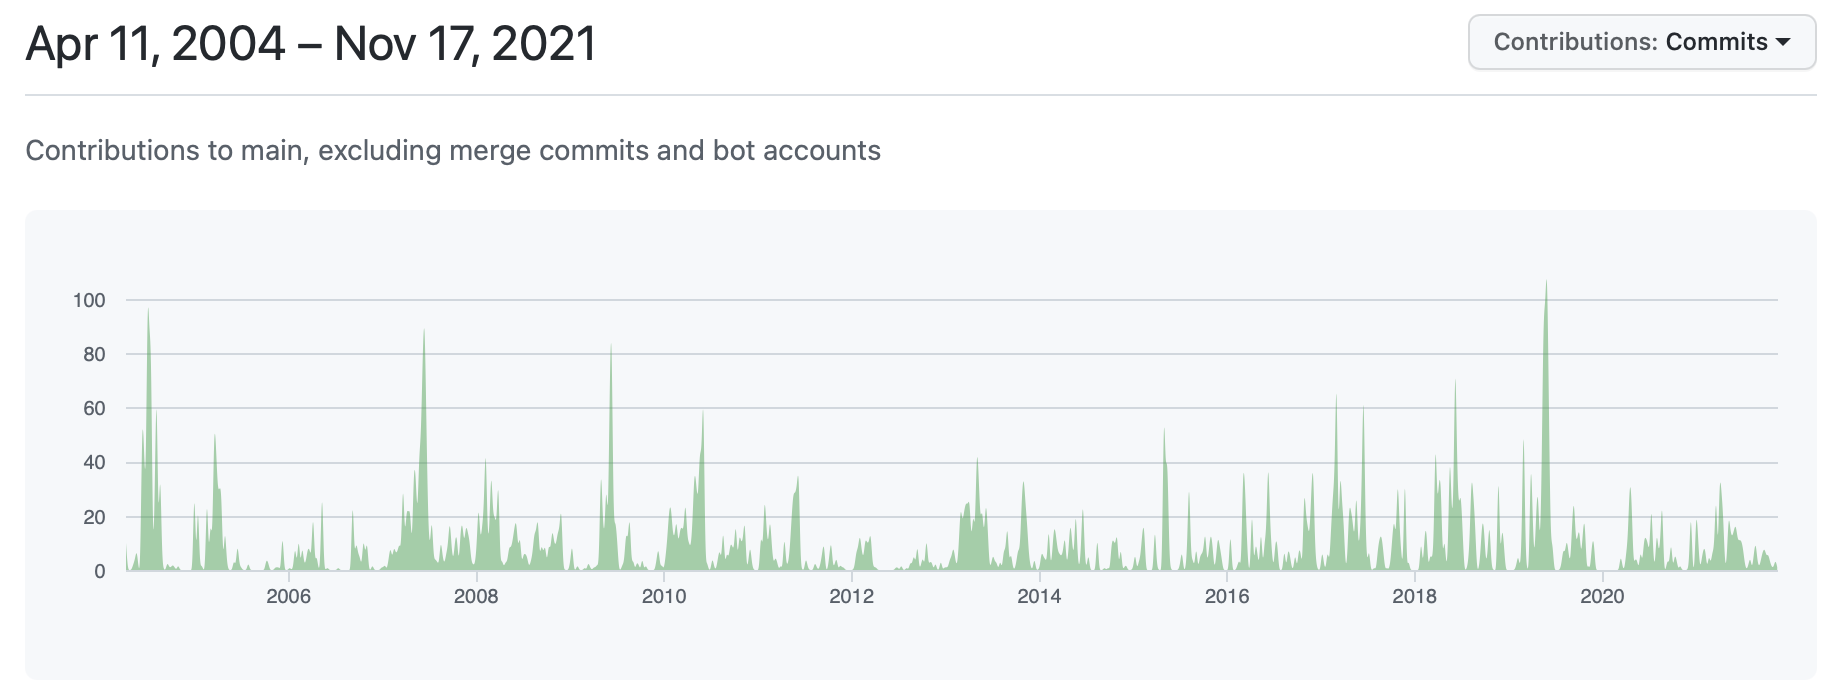 Apr 11, 2004 – Nov 17, 2021
Contributions: Commits
Contributions to main, excluding merge commits and bot accounts
100
80
60
40
20
0
2006 2008 2010 2012 2014 2016 2018 2020